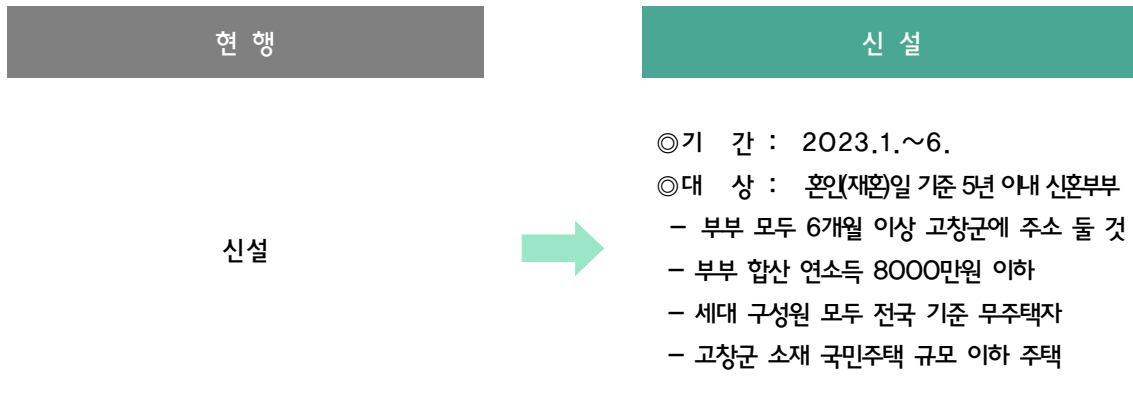 현 행
신 설
신설
◎기 간 : 2023.1.~6.
◎대 상 : 혼인(재혼)일 기준 5년 이내 신혼부부
- 부부 모두 6개월 이상 고창군에 주소 둘 것
- 부부 합산 연소득 8000만원 이하
- 세대 구성원 모두 전국 기준 무주택자
- 고창군 소재 국민주택 규모 이하 주택